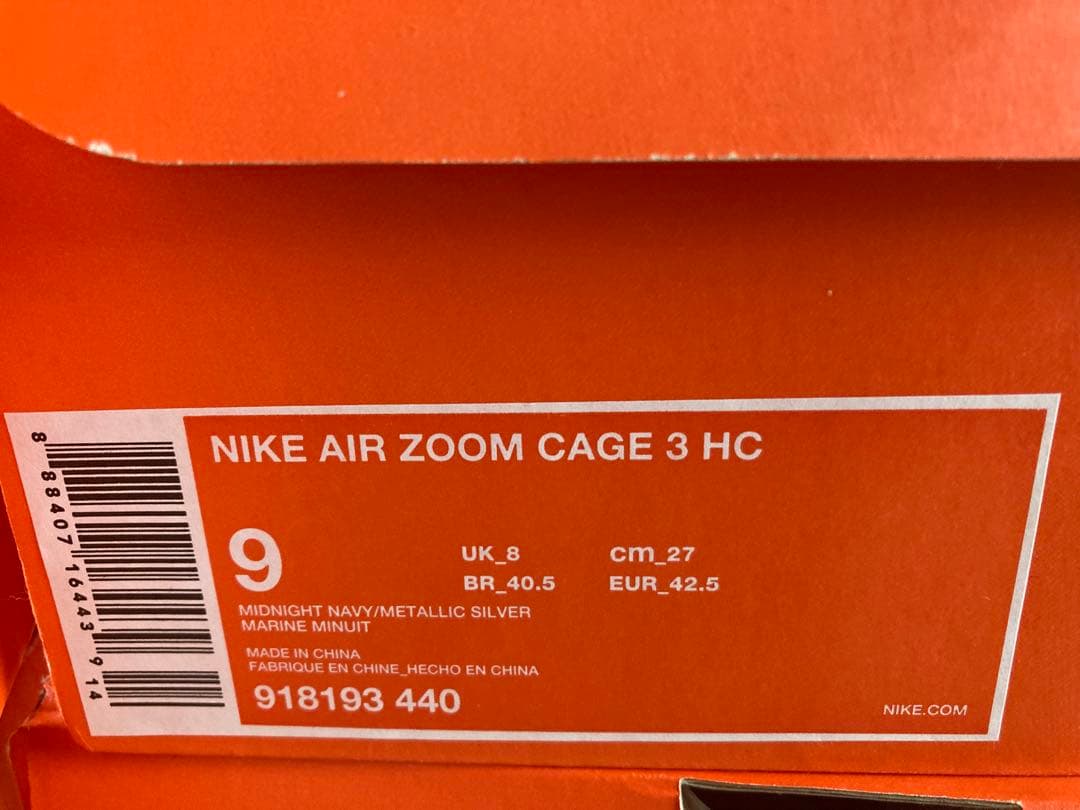 NIKE AIR ZOOM CAGE 3 HC
9
UK_8 cm_27
BR_40.5 EUR_42.5
MIDNIGHT NAVY/METALLIC SILVER
MARINE MINUIT
MADE IN CHINA
FABRIQUE EN CHINE_HECHO EN CHINA
918193 440
NIKE.COM
8 88407 16443 9 14